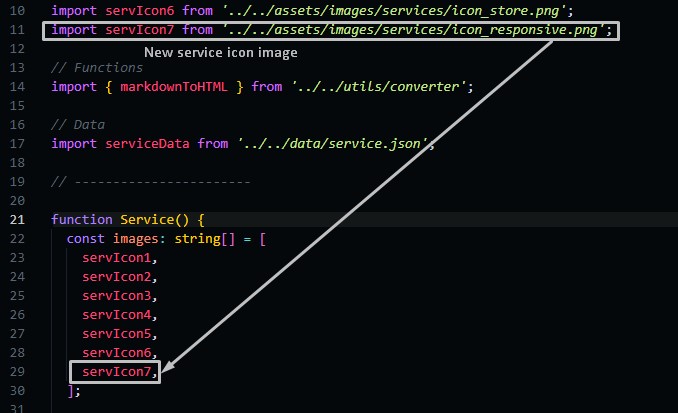 10 import servIcon6 from '../../assets/images/services/icon_store.png';
11 import servIcon7 from '../../assets/images/services/icon_responsive.png';
12 New service icon image
13 // Functions
14 import { markdownToHTML } from '../../utils/converter';
15
16 // Data
17 import serviceData from '../../data/service.json';
18
19 // -----------------------
20
21 function Service() {
22 const images: string[] = [
23 servIcon1,
24 servIcon2,
25 servIcon3,
26 servIcon4,
27 servIcon5,
28 servIcon6,
29 servIcon7,
30 ];
31